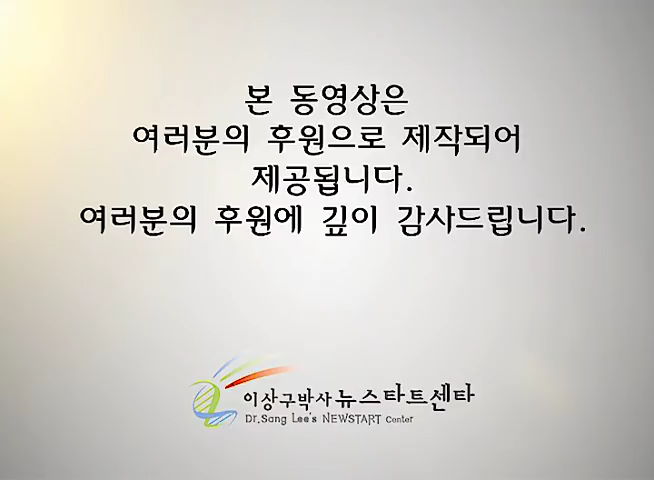 본 동영상은
여러분의 후원으로 제작되어
제공됩니다.
여러분의 후원에 깊이 감사드립니다.
이상구박사 뉴스타트센타
Dr.Sang Lee's NEWSTART Center